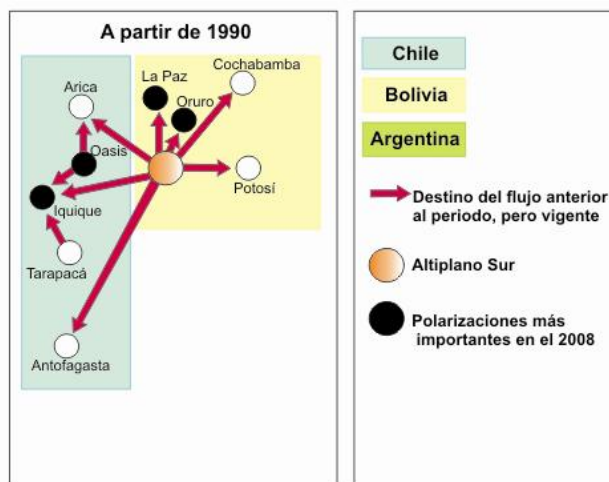 A partir de 1990
Cochabamba
La Paz
Arica
Oruro
Oasis
Potosí
Iquique
Tarapacá
Antofagasta
Chile
Bolivia
Argentina
Destino del flujo anterior
al periodo, pero vigente
Altiplano Sur
Polarizaciones más
importantes en el 2008